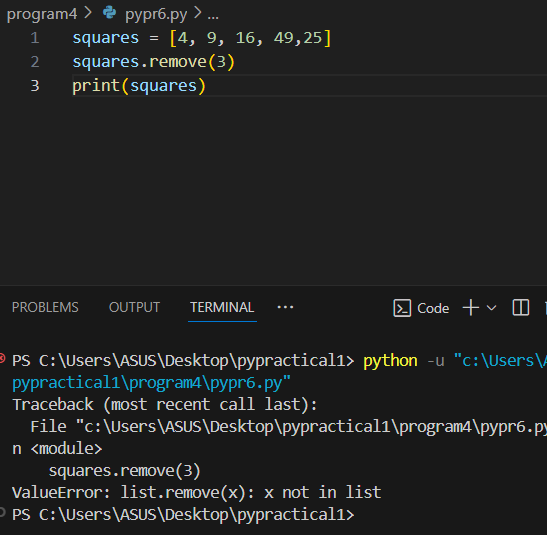 program4 > pypr6.py > ...
1 squares = [4, 9, 16, 49,25]
2 squares.remove(3)
3 print(squares)
PROBLEMS OUTPUT TERMINAL ... Code
PS C:\Users\ASUS\Desktop\pypractical1> python -u "c:\Users\A
pypractical1\program4\pypr6.py"
Traceback (most recent call last):
File "c:\Users\ASUS\Desktop\pypractical1\program4\pypr6.py
n <module>
squares.remove(3)
ValueError: list.remove(x): x not in list
PS C:\Users\ASUS\Desktop\pypractical1>